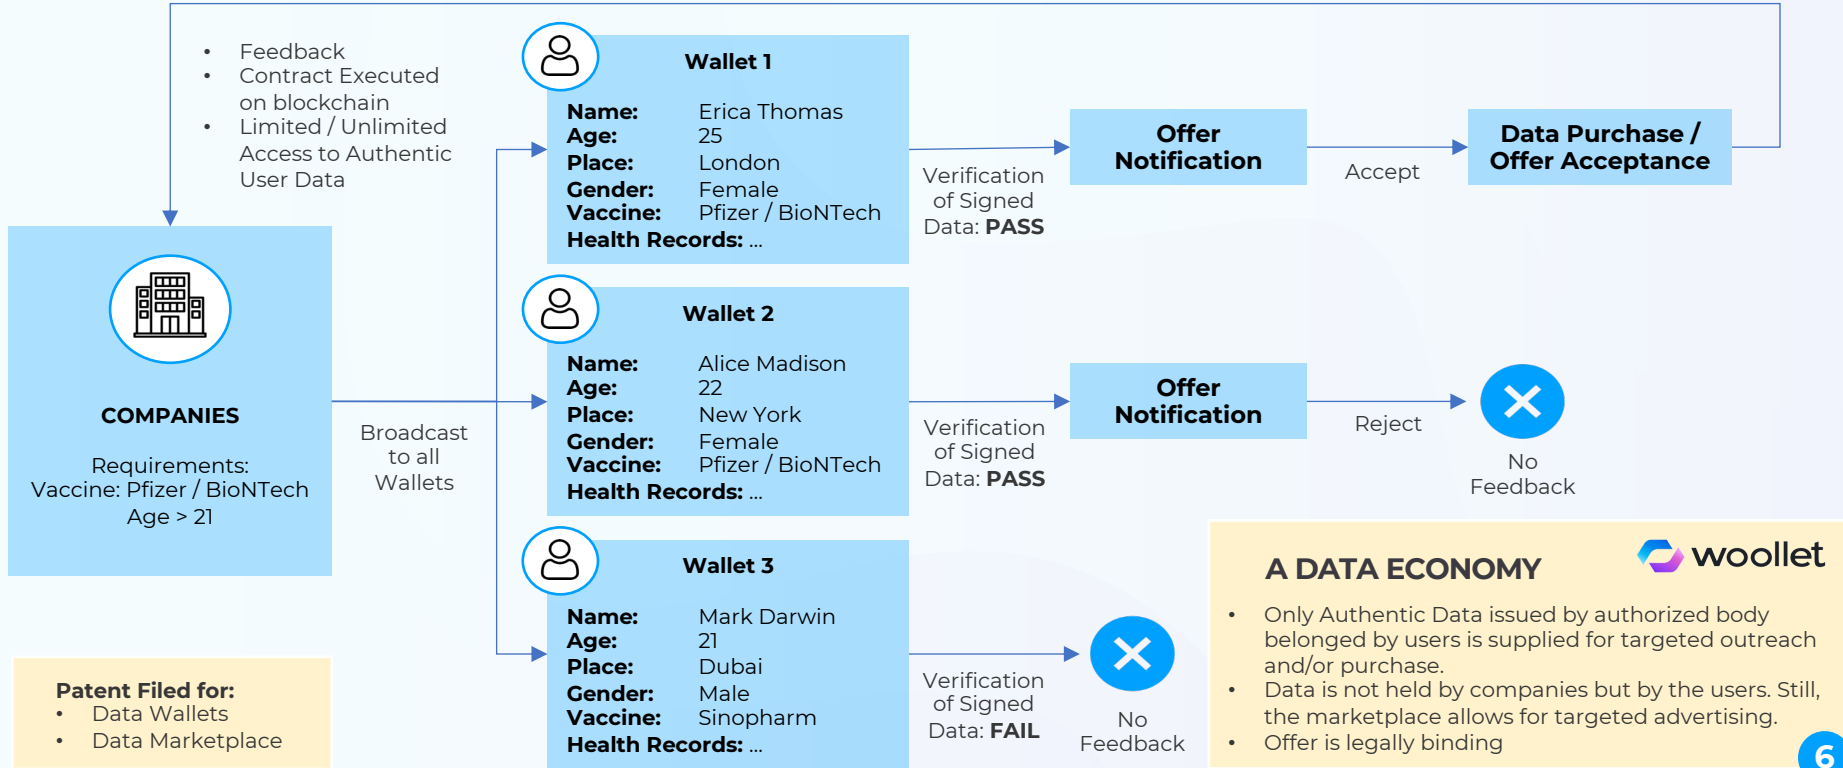 • Feedback
• Contract Executed
on blockchain
• Limited / Unlimited
Access to Authentic
User Data
COMPANIES
Requirements:
Vaccine: Pfizer / BioNTech
Age > 21
Broadcast
to all
Wallets
Wallet 1
Name: Erica Thomas
Age: 25
Place: London
Gender: Female
Vaccine: Pfizer / BioNTech
Health Records: ...
Verification
of Signed
Data: PASS
Offer
Notification
Accept
Data Purchase /
Offer Acceptance
Wallet 2
Name: Alice Madison
Age: 22
Place: New York
Gender: Female
Vaccine: Pfizer / BioNTech
Health Records: ...
Verification
of Signed
Data: PASS
Offer
Notification
Reject
No
Feedback
Wallet 3
Name: Mark Darwin
Age: 21
Place: Dubai
Gender: Male
Vaccine: Sinopharm
Health Records: ...
Verification
of Signed
Data: FAIL
No
Feedback
Patent Filed for:
• Data Wallets
• Data Marketplace
A DATA ECONOMY
woollet
• Only Authentic Data issued by authorized body
belonged by users is supplied for targeted outreach
and/or purchase.
• Data is not held by companies but by the users. Still,
the marketplace allows for targeted advertising.
• Offer is legally binding
6